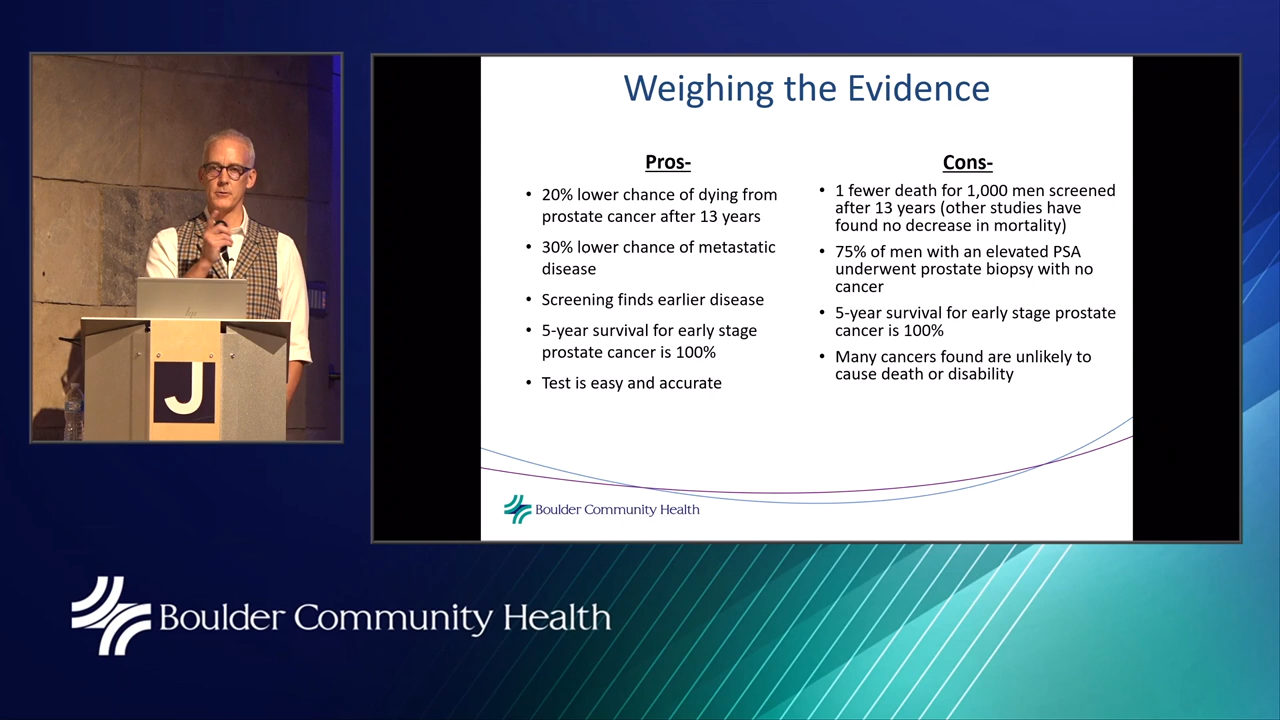 Weighing the Evidence
Pros-
• 20% lower chance of dying from
prostate cancer after 13 years
• 30% lower chance of metastatic
disease
• Screening finds earlier disease
• 5-year survival for early stage
prostate cancer is 100%
• Test is easy and accurate
Cons-
• 1 fewer death for 1,000 men screened
after 13 years (other studies have
found no decrease in mortality)
• 75% of men with an elevated PSA
underwent prostate biopsy with no
cancer
• 5-year survival for early stage prostate
cancer is 100%
• Many cancers found are unlikely to
cause death or disability
Boulder Community Health
hp
J
Boulder Community Health